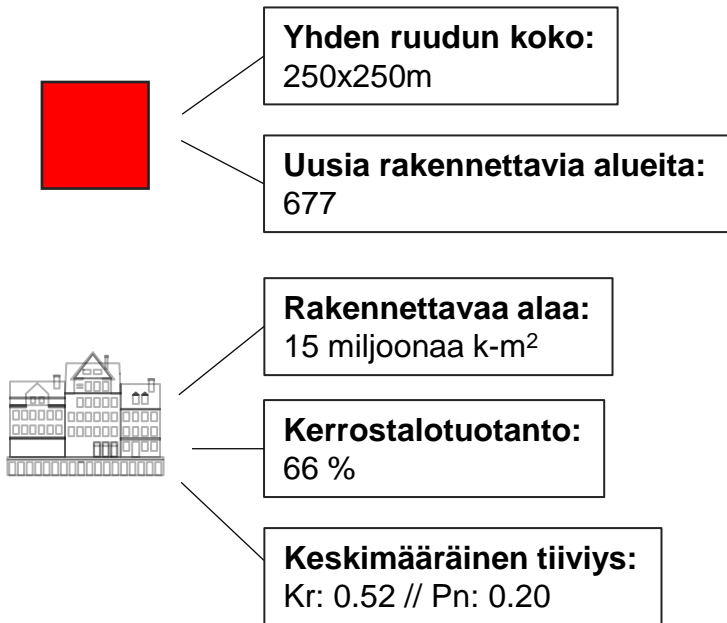 Yhden ruudun koko:
250x250m
Uusia rakennettavia alueita:
677
Rakennettavaa alaa:
15 miljoonaa k-m²
Kerrostalotuotanto:
66 %
Keskimääräinen tiiviys:
Kr: 0.52 // Pn: 0.20